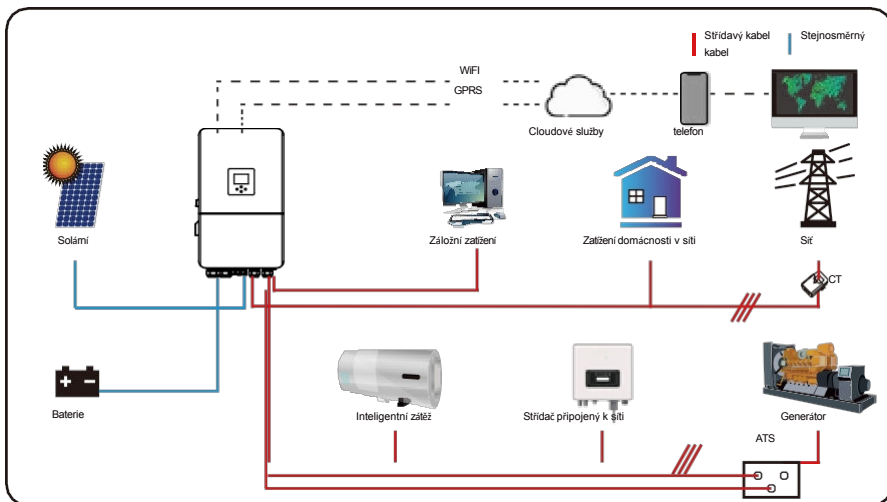 Střídavý kabel
Stejnosměrný
kabel
WiFI
GPRS
Cloudové služby
telefon
Solární
Záložní zatížení
Zatížení domácnosti v síti
Síť
CT
Baterie
Inteligentní zátěž
Střídač připojený k síti
Generátor
ATS